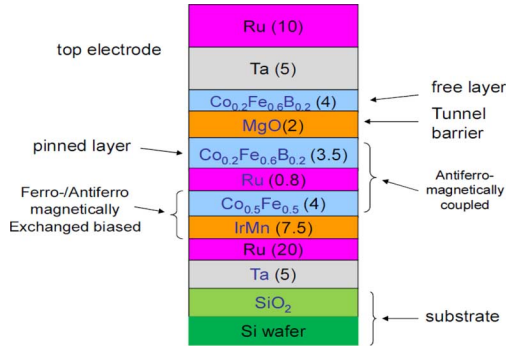 Ru (10)
top electrode
Ta (5)
free layer
Co0.2Fe0.6B0.2 (4)
MgO(2)
Tunnel
barrier
pinned layer
Co0.2Fe0.6B0.2 (3.5)
Ru (0.8)
Antiferro-
magnetically
coupled
Ferro-/Antiferro
magnetically
Exchanged biased
Co0.5Fe0.5 (4)
IrMn (7.5)
Ru (20)
Ta (5)
SiO2
substrate
Si wafer